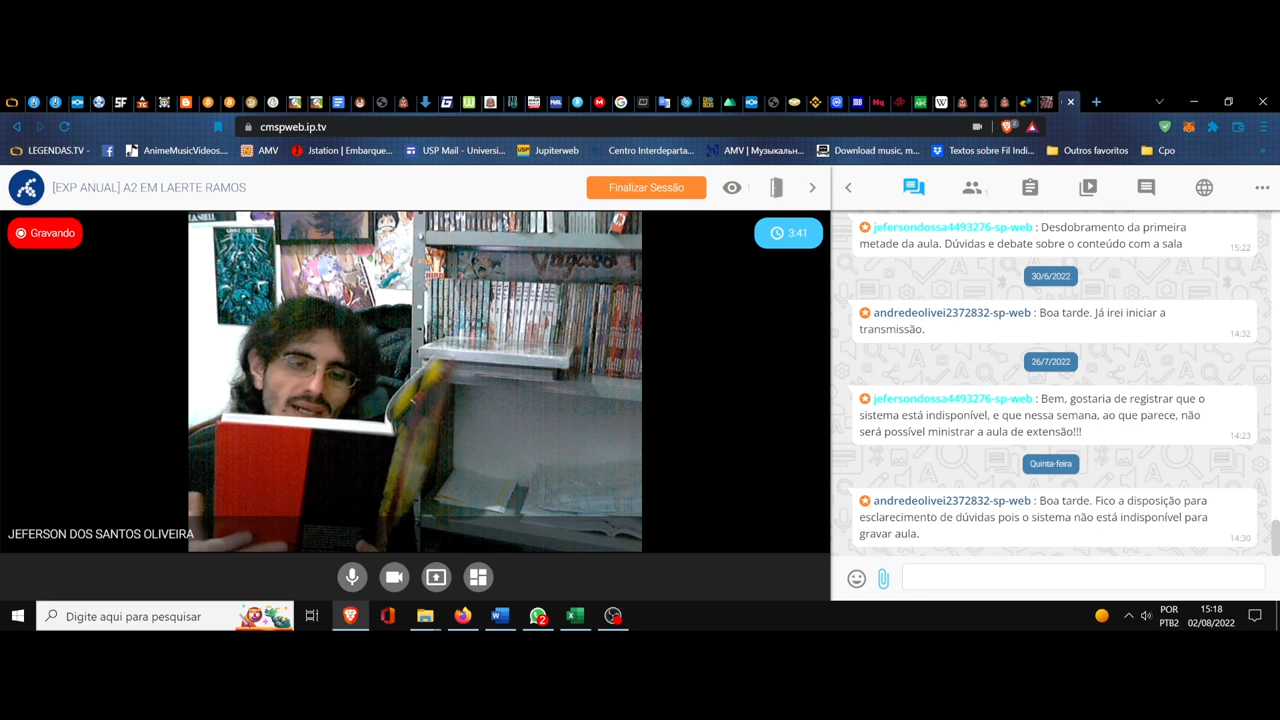 cmspweb.ip.tv
2
LEGENDAS.TV -
AnimeMusicVideos....
AMV
Jstation | Embarque...
USP Mail - Universi...
Jupiterweb
Centro Interdeparta...
AMV | Музыкальн...
Download music, m...
Textos sobre Fil Indi...
Outros favoritos
Cpo
[EXP ANUAL] A2 EM LAERTE RAMOS
Finalizar Sessão
1
1
Gravando
3:41
jefersondossa4493276-sp-web : Desdobramento da primeira
metade da aula. Dúvidas e debate sobre o conteúdo com a sala
15:22
30/6/2022
andredeolivei2372832-sp-web : Boa tarde. Já irei iniciar a
transmissão.
14:32
26/7/2022
jefersondossa4493276-sp-web : Bem, gostaria de registrar que o
sistema está indisponível, e que nessa semana, ao que parece, não
será possível ministrar a aula de extensão!!!
14:23
Quinta-feira
andredeolivei2372832-sp-web : Boa tarde. Fico a disposição para
esclarecimento de dúvidas pois o sistema não está indisponível para
gravar aula.
14:30
JEFERSON DOS SANTOS OLIVEIRA
Digite aqui para pesquisar
2
POR
PTB2
15:18
02/08/2022